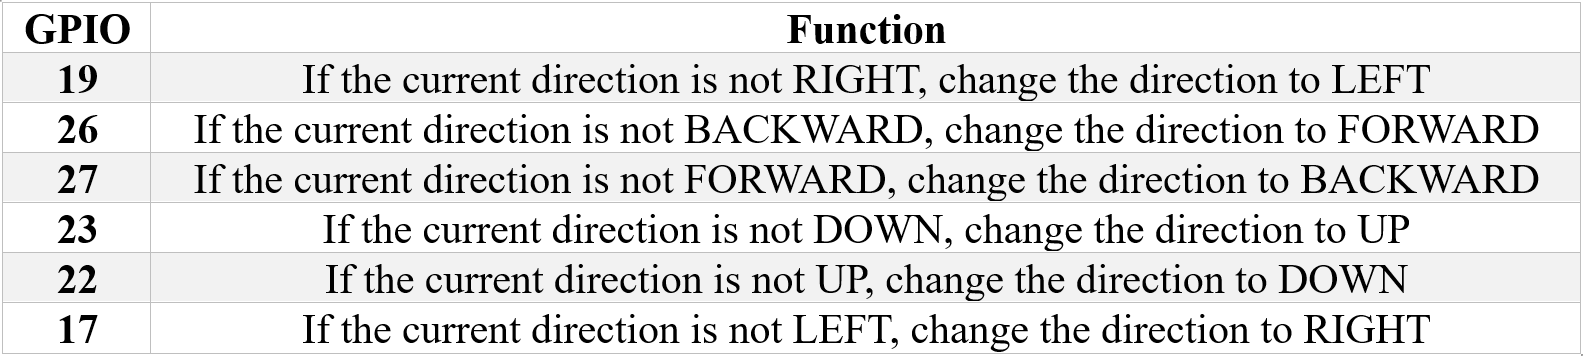 GPIO Function
19 If the current direction is not RIGHT, change the direction to LEFT
26 If the current direction is not BACKWARD, change the direction to FORWARD
27 If the current direction is not FORWARD, change the direction to BACKWARD
23 If the current direction is not DOWN, change the direction to UP
22 If the current direction is not UP, change the direction to DOWN
17 If the current direction is not LEFT, change the direction to RIGHT